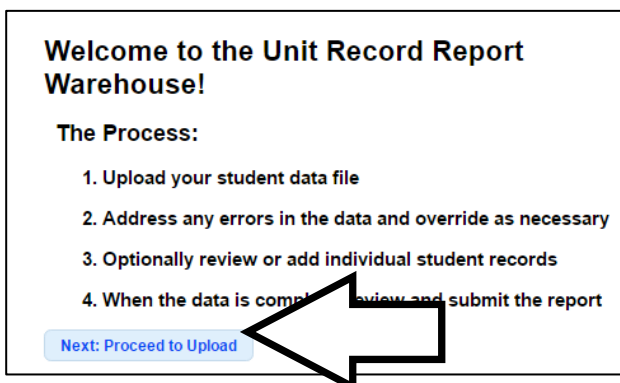 Welcome to the Unit Record Report
Warehouse!
The Process:
1. Upload your student data file
2. Address any errors in the data and override as necessary
3. Optionally review or add individual student records
4. When the data is and submit the report
Next: Proceed to Upload